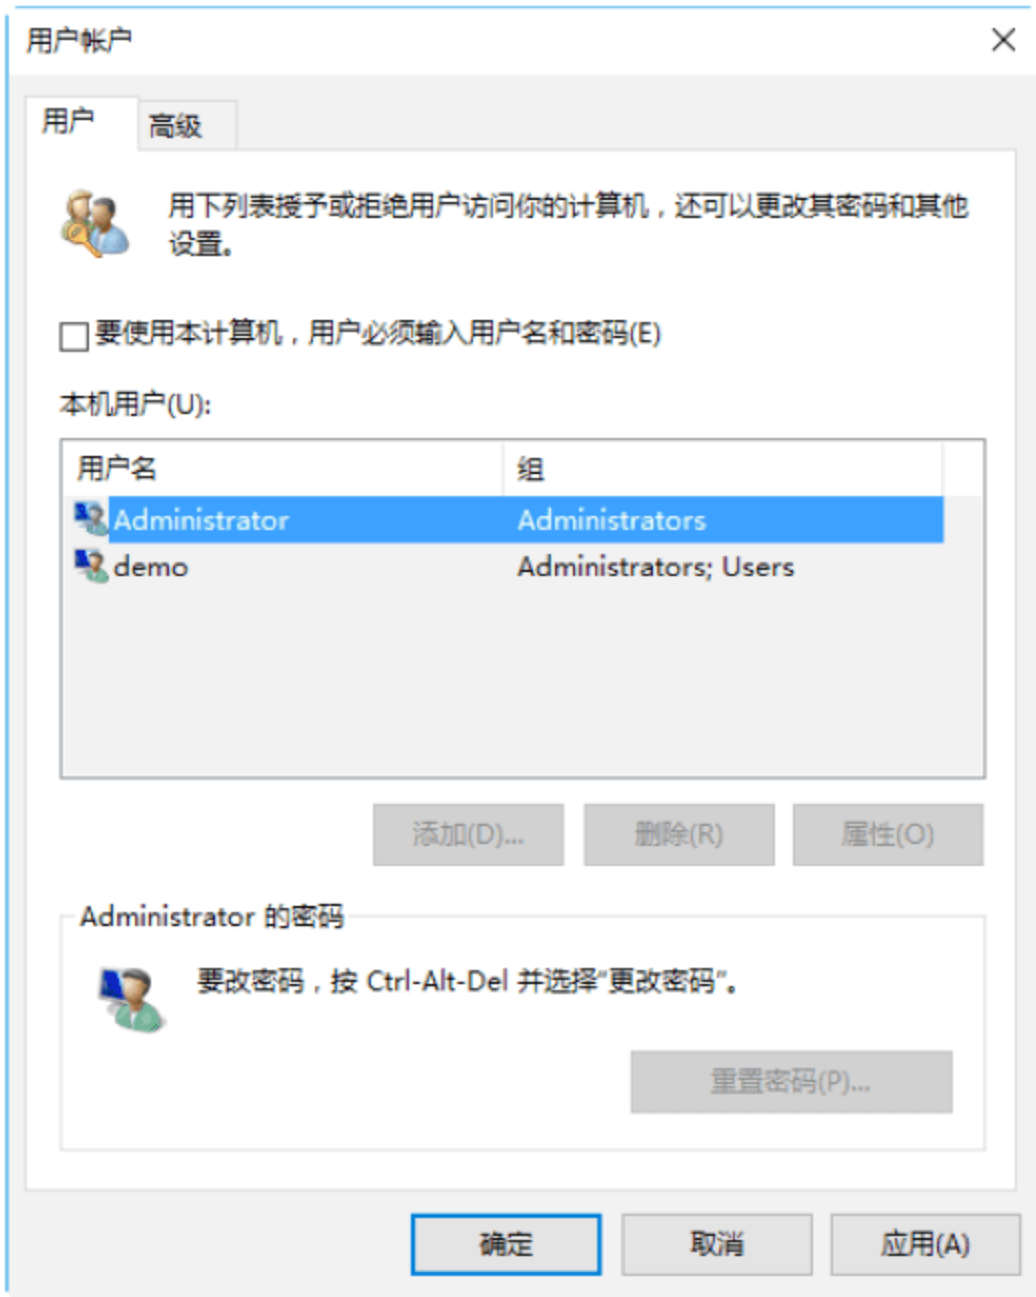 用户帐户
用户 高级
用下列表授予或拒绝用户访问你的计算机，还可以更改其密码和其他
设置。
要使用本计算机，用户必须输入用户名和密码(E)
本机用户(U):
用户名 组
Administrator Administrators
demo Administrators; Users
添加(D)... 删除(R) 属性(O)
Administrator 的密码
要改密码，按 Ctrl-Alt-Del 并选择"更改密码"。
重置密码(P)...
确定 取消 应用(A)